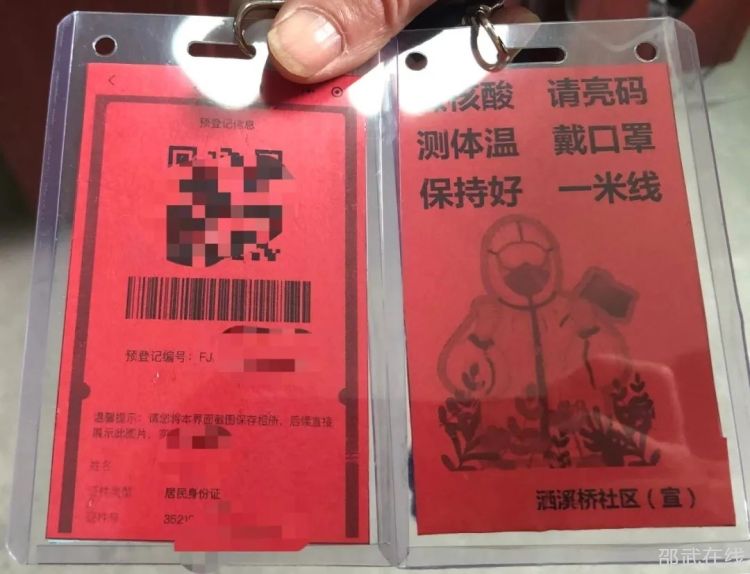 预登记信息
预登记编号：FJ
温馨提示：请您将本界面截图保存相册，后续直接
展示此图片，
姓名
证件类型 居民身份证
证件号 3521
核酸 请亮码
测体温 戴口罩
保持好 一米线
洒溪桥社区（宣）
邵武在线